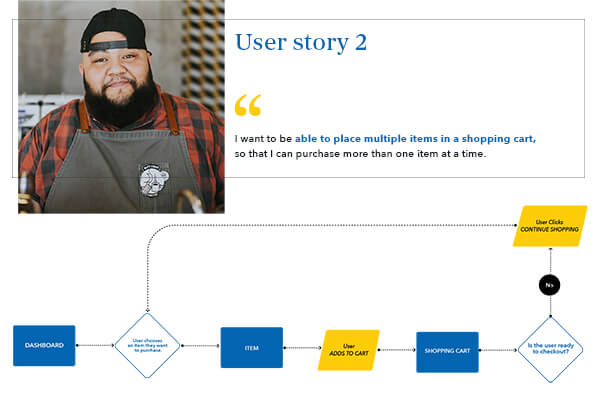 User story 2
“
I want to be able to place multiple items in a shopping cart,
so that I can purchase more than one item at a time.
User Clicks
CONTINUE SHOPPING
No
DASHBOARD
User chooses
an item they want
to purchase.
ITEM
User
ADDS TO CART
SHOPPING CART
Is the user ready
to checkout?